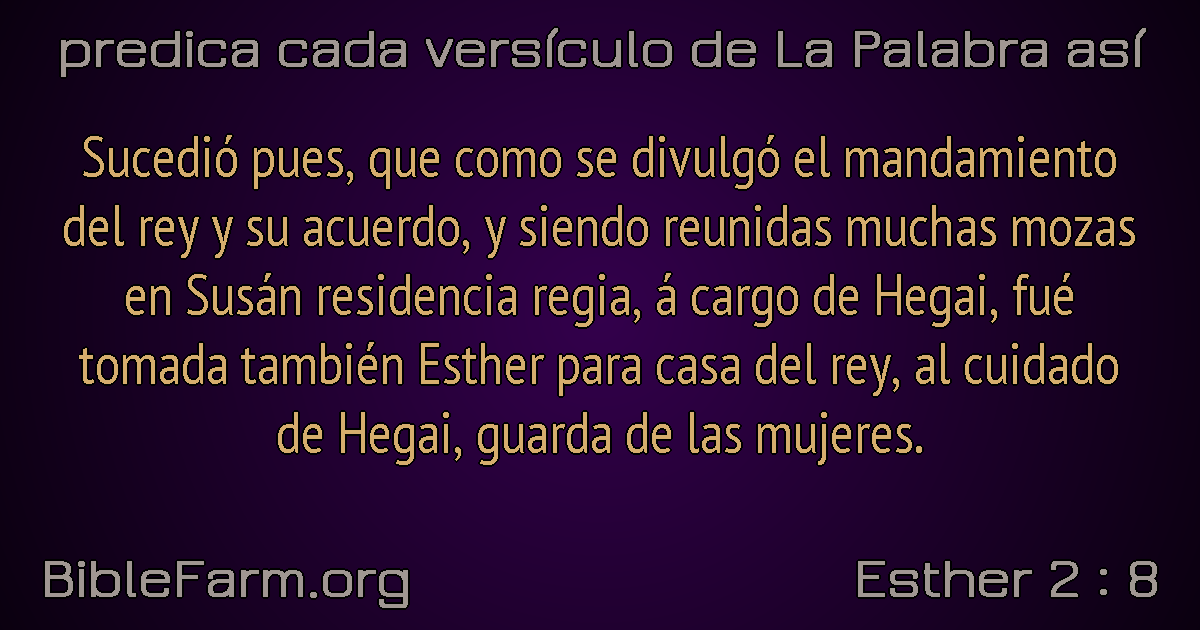 predica cada versículo de La Palabra así
Sucedió pues, que como se divulgó el mandamiento
del rey y su acuerdo, y siendo reunidas muchas mozas
en Susán residencia regia, á cargo de Hegai, fué
tomada también Esther para casa del rey, al cuidado
de Hegai, guarda de las mujeres.
BibleFarm.org
Esther 2 : 8